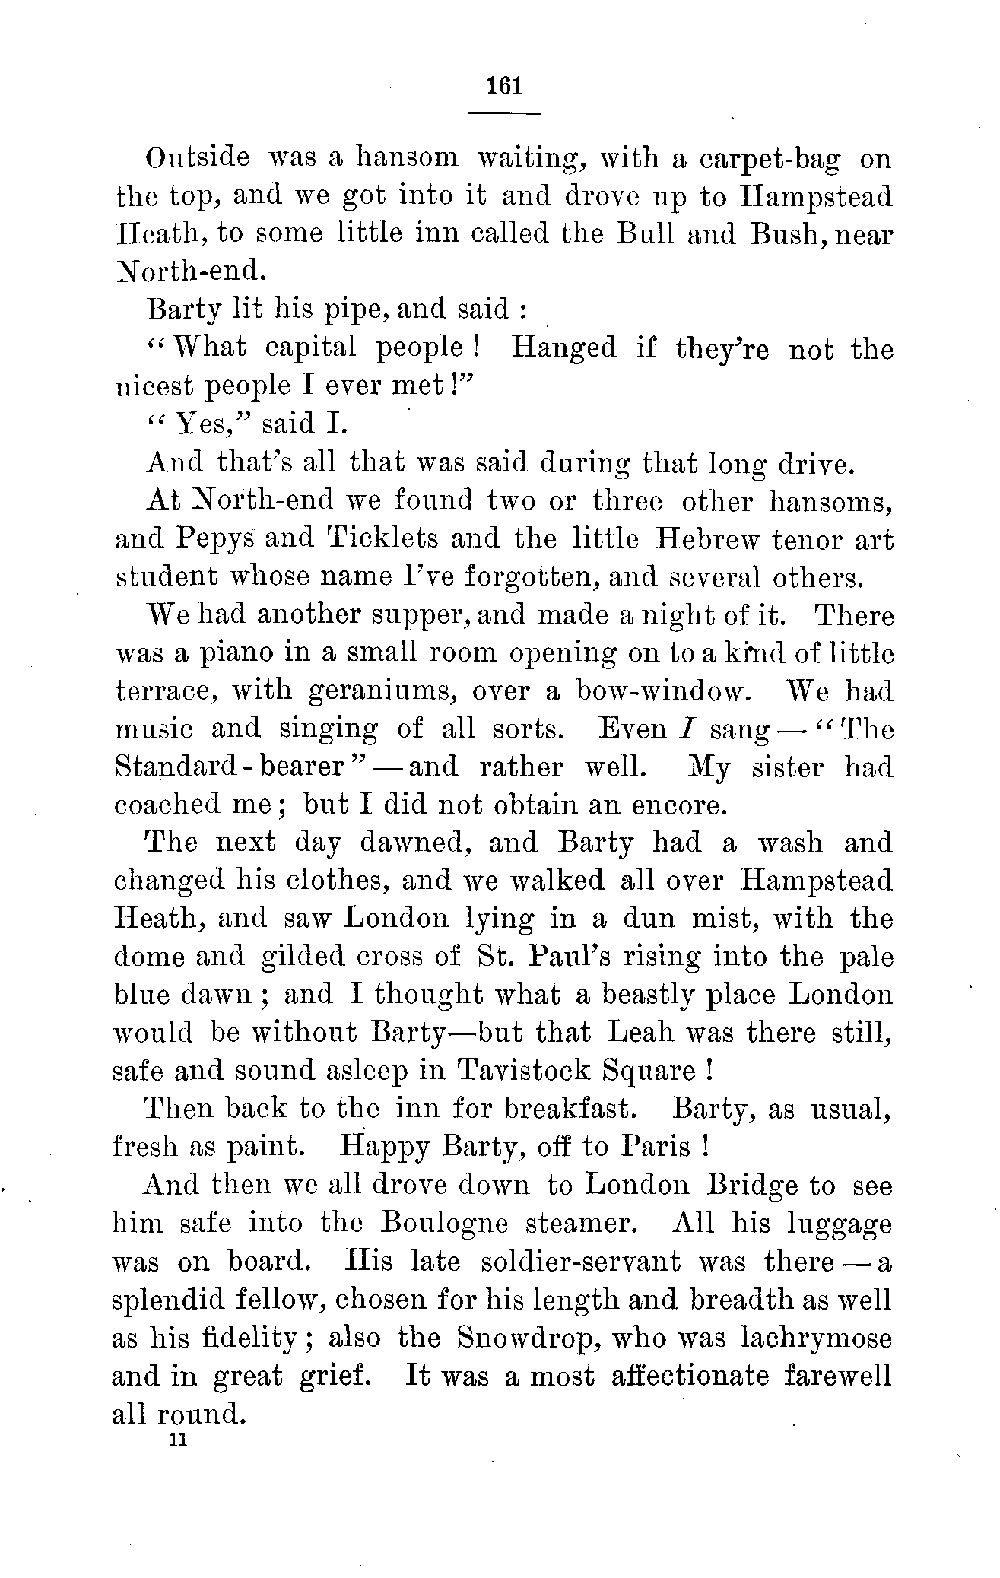 161
Outside was a hansom waiting, with a carpet-bag on
the top, and we got into it and drove up to Hampstead
Heath, to some little inn called the Bull and Bush, near
North-end.
Barty lit his pipe, and said :
“ What capital people ! Hanged if they’re not the
nicest people I ever met !”
“ Yes,” said I.
And that’s all that was said during that long drive.
At North-end we found two or three other hansoms,
and Pepys and Ticklets and the little Hebrew tenor art
student whose name I’ve forgotten, and several others.
We had another supper, and made a night of it. There
was a piano in a small room opening on to a kind of little
terrace, with geraniums, over a bow-window. We had
music and singing of all sorts. Even I sang — “ The
Standard - bearer ” — and rather well. My sister had
coached me ; but I did not obtain an encore.
The next day dawned, and Barty had a wash and
changed his clothes, and we walked all over Hampstead
Heath, and saw London lying in a dun mist, with the
dome and gilded cross of St. Paul’s rising into the pale
blue dawn ; and I thought what a beastly place London
would be without Barty—but that Leah was there still,
safe and sound asleep in Tavistock Square !
Then back to the inn for breakfast. Barty, as usual,
fresh as paint. Happy Barty, off to Paris !
And then we all drove down to London Bridge to see
him safe into the Boulogne steamer. All his luggage
was on board. His late soldier-servant was there — a
splendid fellow, chosen for his length and breadth as well
as his fidelity ; also the Snowdrop, who was lachrymose
and in great grief. It was a most affectionate farewell
all round.
11